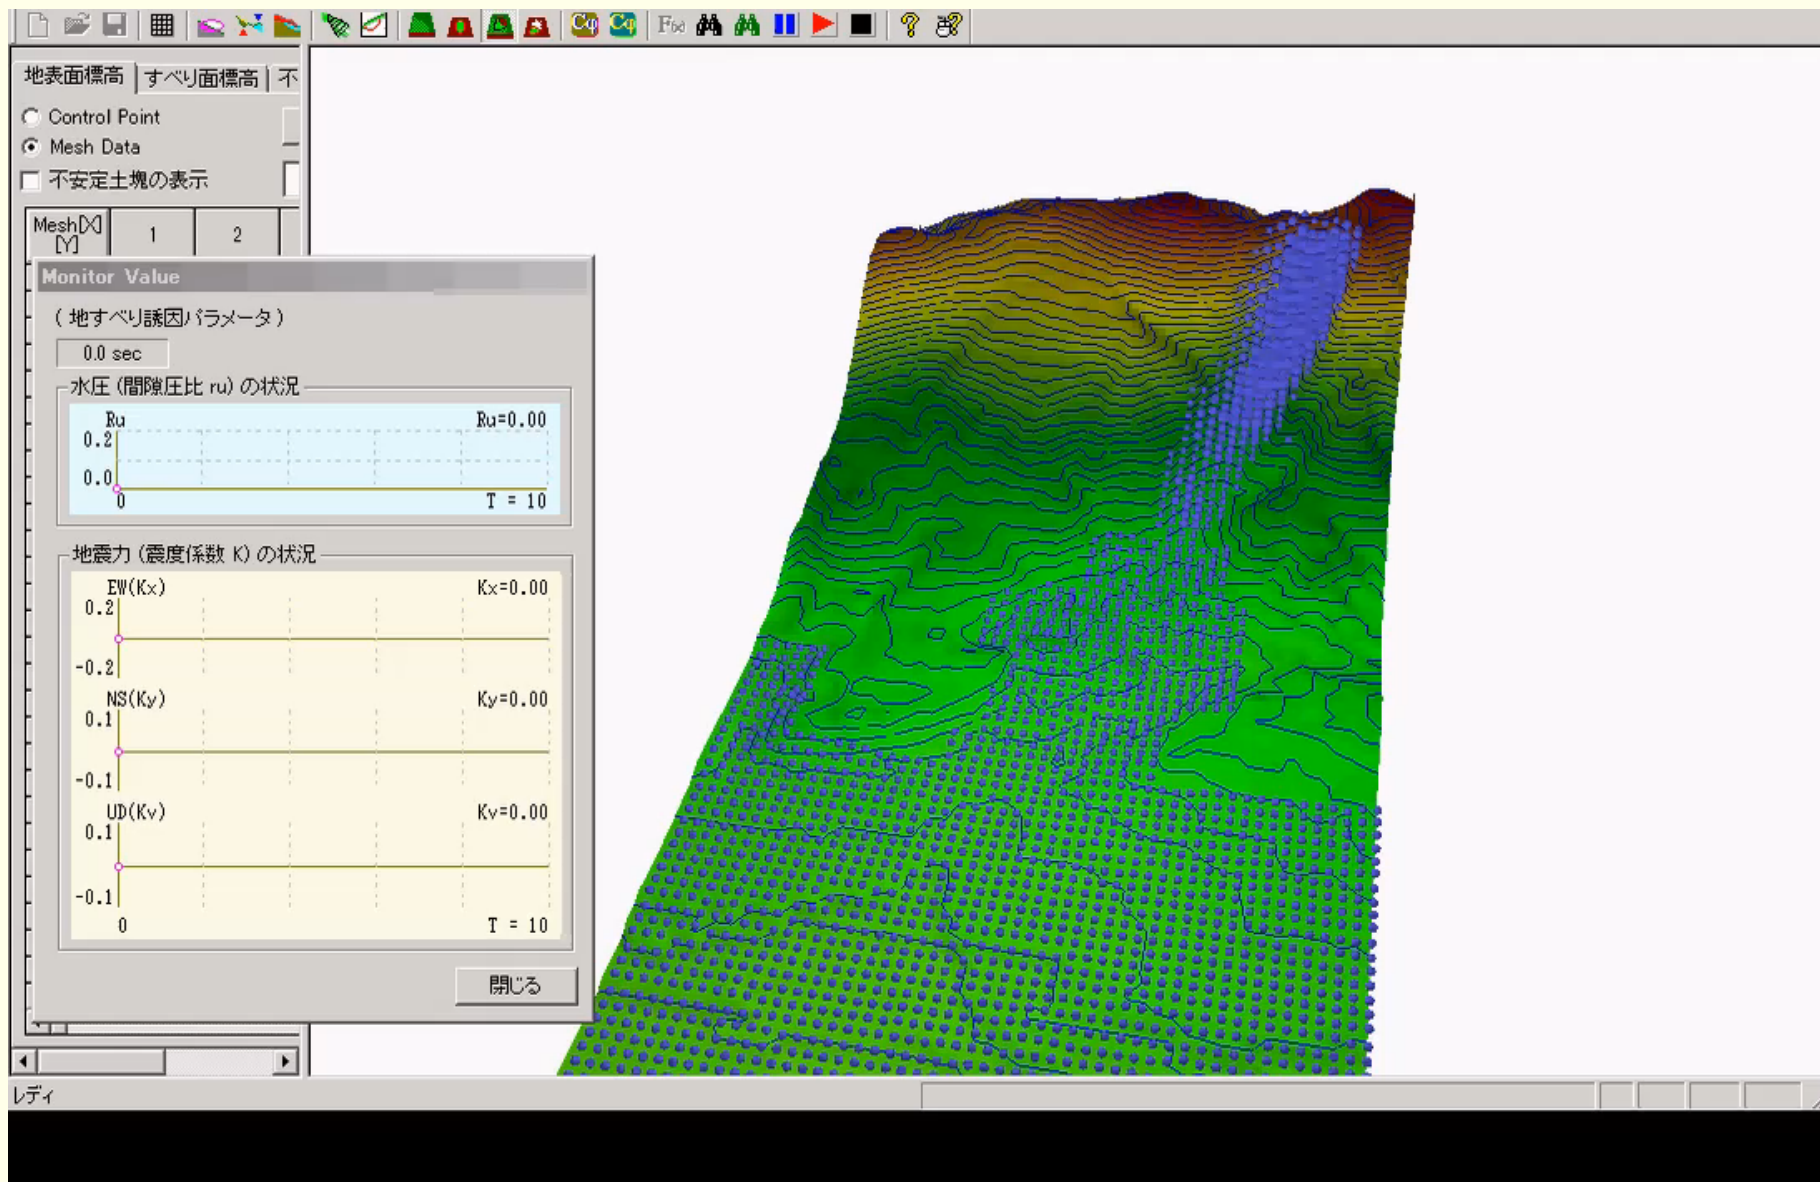 Cφ Cφ F(x)
地表面標高 すべり面標高 不
Control Point
Mesh Data
不安定土塊の表示
Mesh[X]
[Y]
1 2
Monitor Value
( 地すべり誘因パラメータ )
0.0 sec
水圧 (間隙圧比 ru) の状況
Ru Ru=0.00
0.2
0.0
0 T = 10
地震力 (震度係数 K) の状況
EW(Kx) Kx=0.00
0.2
-0.2
NS(Ky) Ky=0.00
0.1
-0.1
UD(Kv) Kv=0.00
0.1
-0.1
0 T = 10
閉じる
レディ